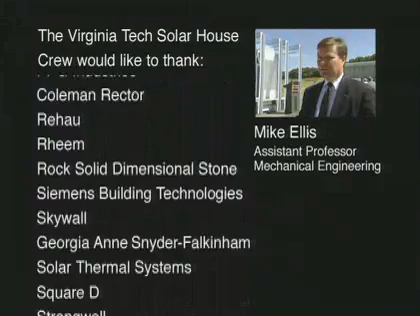 The Virginia Tech Solar House
Crew would like to thank:
Coleman Rector
Rehau
Rheem
Rock Solid Dimensional Stone
Siemens Building Technologies
Skywall
Georgia Anne Snyder-Falkinham
Solar Thermal Systems
Square D
Mike Ellis
Assistant Professor
Mechanical Engineering